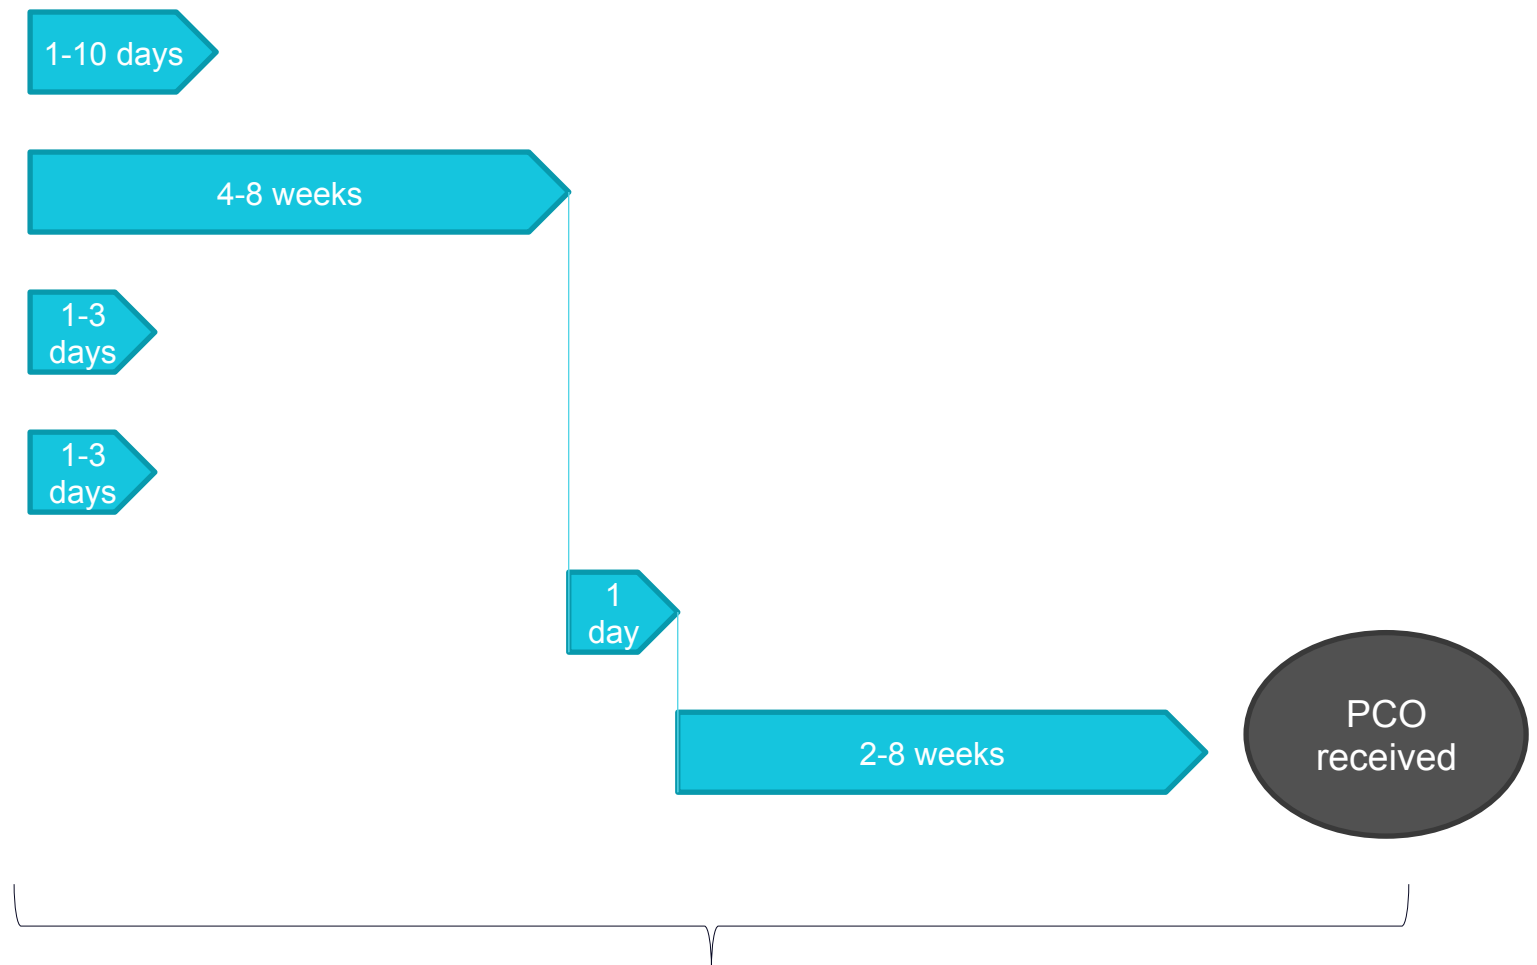 1-10 days
4-8 weeks
1-3
days
1-3
days
1
day
2-8 weeks
PCO
received